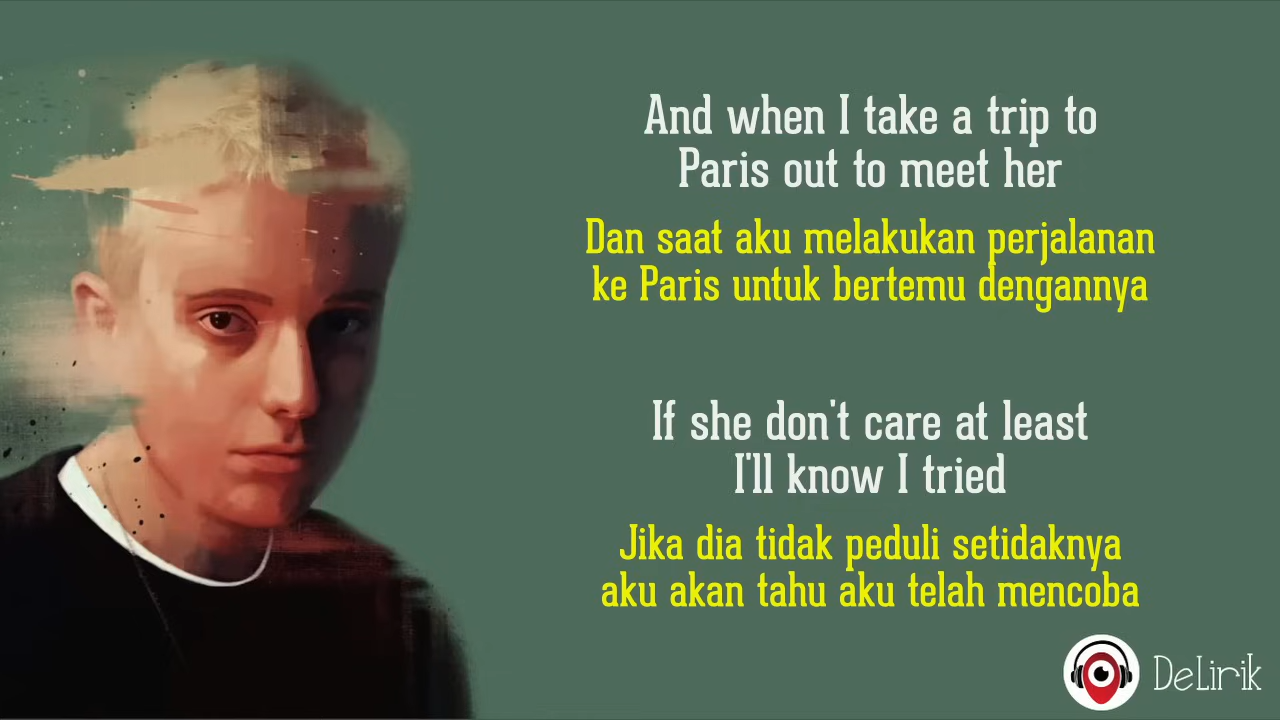 And when I take a trip to
Paris out to meet her
Dan saat aku melakukan perjalanan
ke Paris untuk bertemu dengannya
If she don't care at least
I'll know I tried
Jika dia tidak peduli setidaknya
aku akan tahu aku telah mencoba
DeLirik